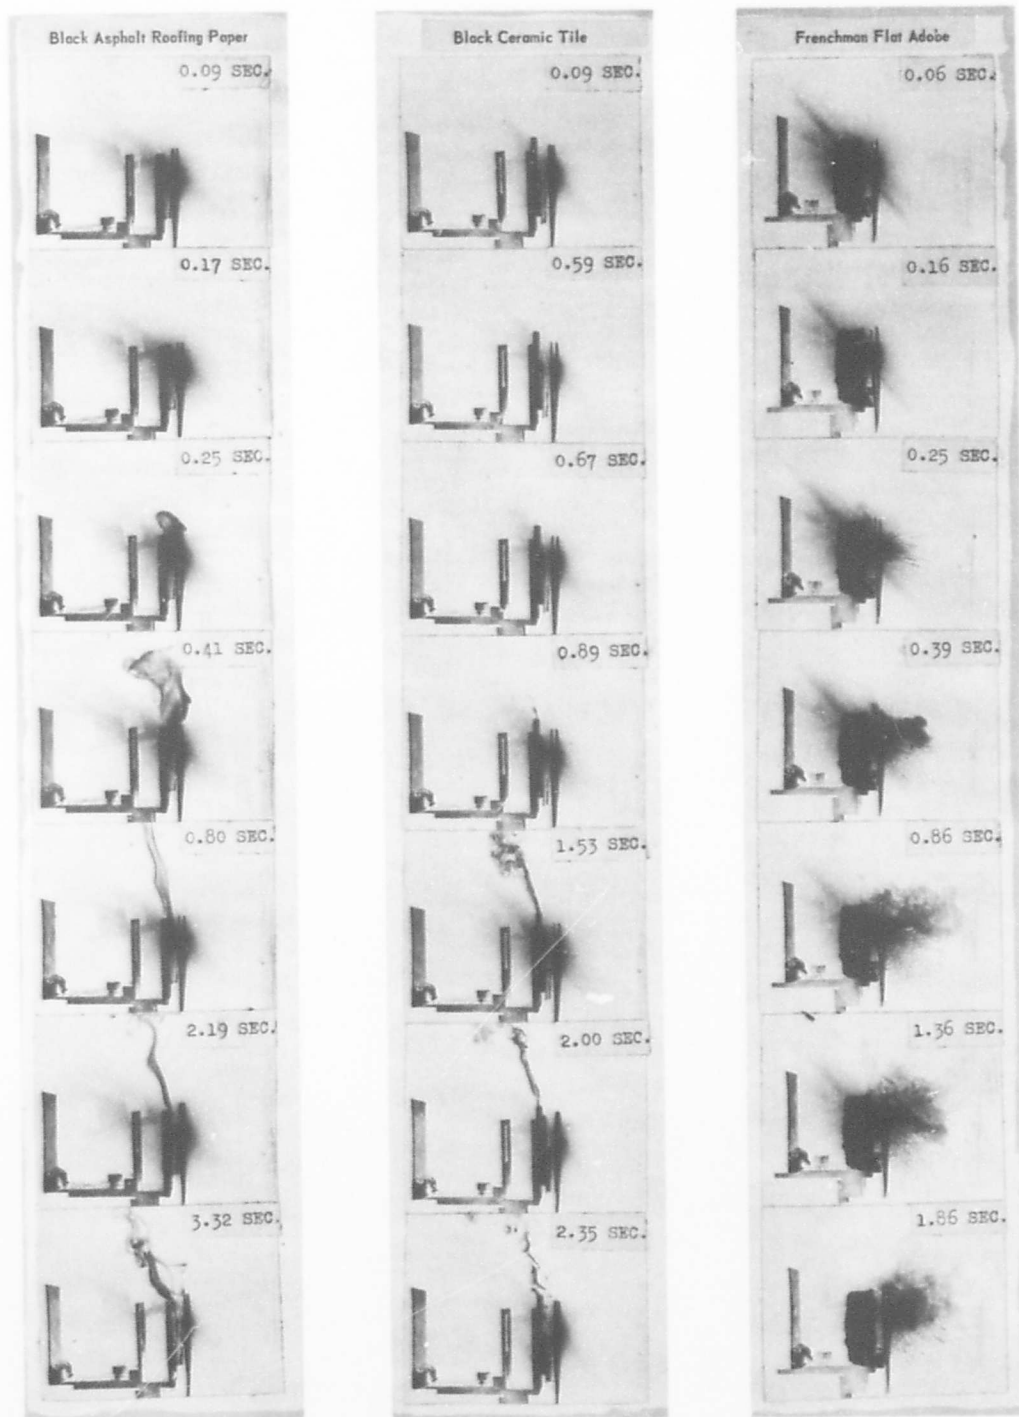 Black Asphalt Roofing Paper
0.09 SEC.
0.17 SEC.
0.25 SEC.
0.41 SEC.
0.80 SEC.
2.19 SEC.
3.32 SEC.
Black Ceramic Tile
0.09 SEC.
0.59 SEC.
0.67 SEC.
0.89 SEC.
1.53 SEC.
2.00 SEC.
2.35 SEC.
Frenchman Flat Adobe
0.06 SEC.
0.16 SEC.
0.25 SEC.
0.39 SEC.
0.86 SEC.
1.36 SEC.
1.86 SEC.